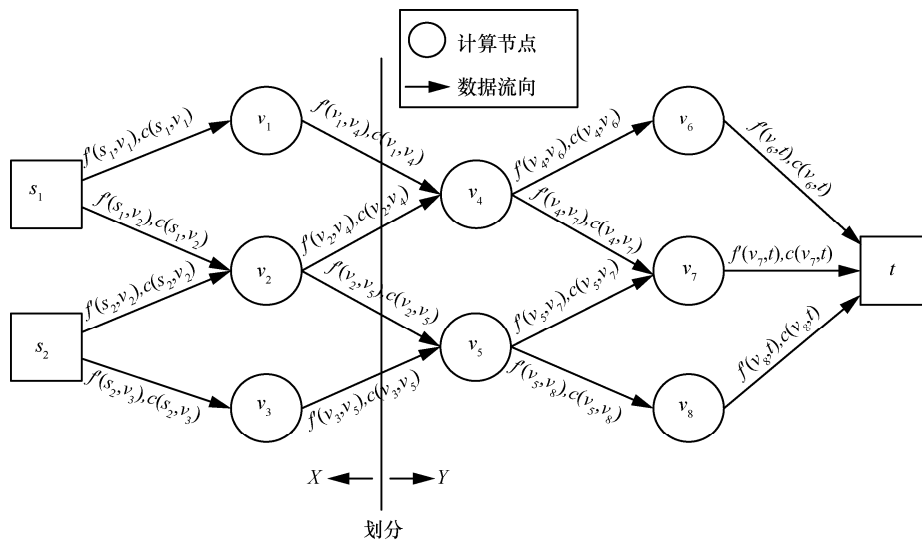 计算节点
数据流向
s₁
s₂
v₁
v₂
v₃
v₄
v₅
v₆
v₇
v₈
t
f′(s₁,v₁),c(s₁,v₁)
f′(s₁,v₂),c(s₁,v₂)
f′(s₂,v₂),c(s₂,v₂)
f′(s₂,v₃),c(s₂,v₃)
f′(v₁,v₄),c(v₁,v₄)
f′(v₂,v₄),c(v₂,v₄)
f′(v₂,v₅),c(v₂,v₅)
f′(v₃,v₅),c(v₃,v₅)
f′(v₄,v₆),c(v₄,v₆)
f′(v₄,v₇),c(v₄,v₇)
f′(v₅,v₇),c(v₅,v₇)
f′(v₅,v₈),c(v₅,v₈)
f′(v₆,t),c(v₆,t)
f′(v₇,t),c(v₇,t)
f′(v₈,t),c(v₈,t)
X Y
划分